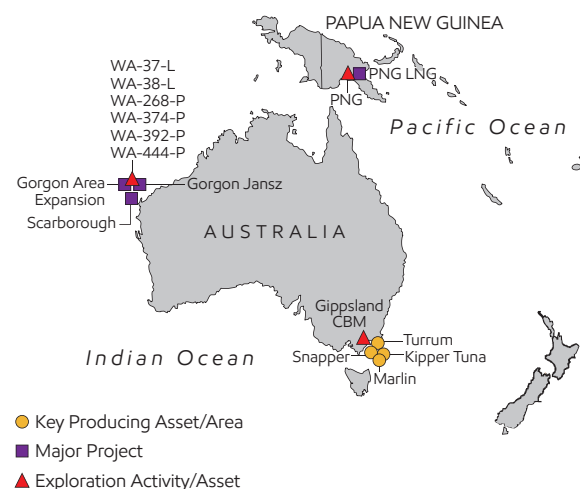 PAPUA NEW GUINEA
WA-37-L
WA-38-L
WA-268-P
WA-374-P
WA-392-P
WA-444-P
PNG LNG
PNG
Pacific Ocean
Gorgon Area
Expansion
Gorgon Jansz
Scarborough
AUSTRALIA
Gippsland
CBM
Turrum
Snapper
Kipper Tuna
Marlin
Indian Ocean
Key Producing Asset/Area
Major Project
Exploration Activity/Asset